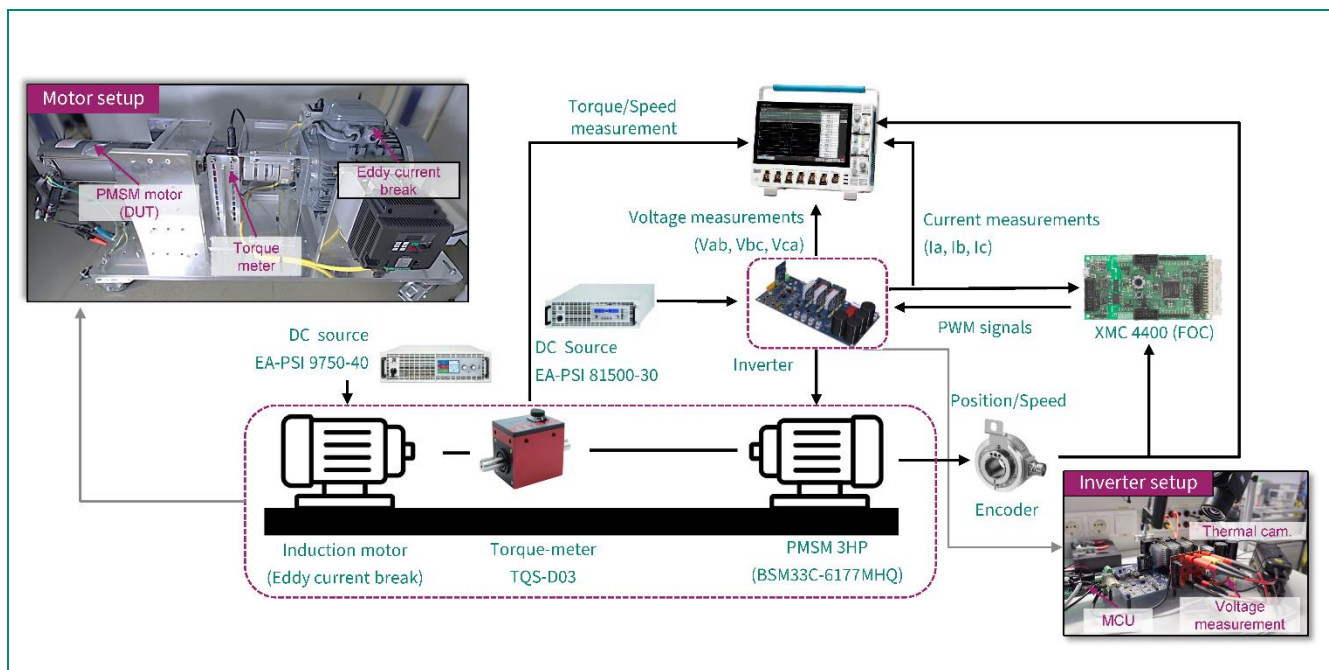 Motor setup
PMSM motor
(DUT)
Torque
meter
Eddy current
break
Torque/Speed
measurement
Voltage measurements
(Vab, Vbc, Vca)
Current measurements
(Ia, Ib, Ic)
DC source
EA-PSI 9750-40
DC Source
EA-PSI 81500-30
Inverter
PWM signals
XMC 4400 (FOC)
Position/Speed
Encoder
Induction motor
(Eddy current break)
Torque-meter
TQS-D03
PMSM 3HP
(BSM33C-6177MHQ)
Inverter setup
Thermal cam.
MCU
Voltage
measurement